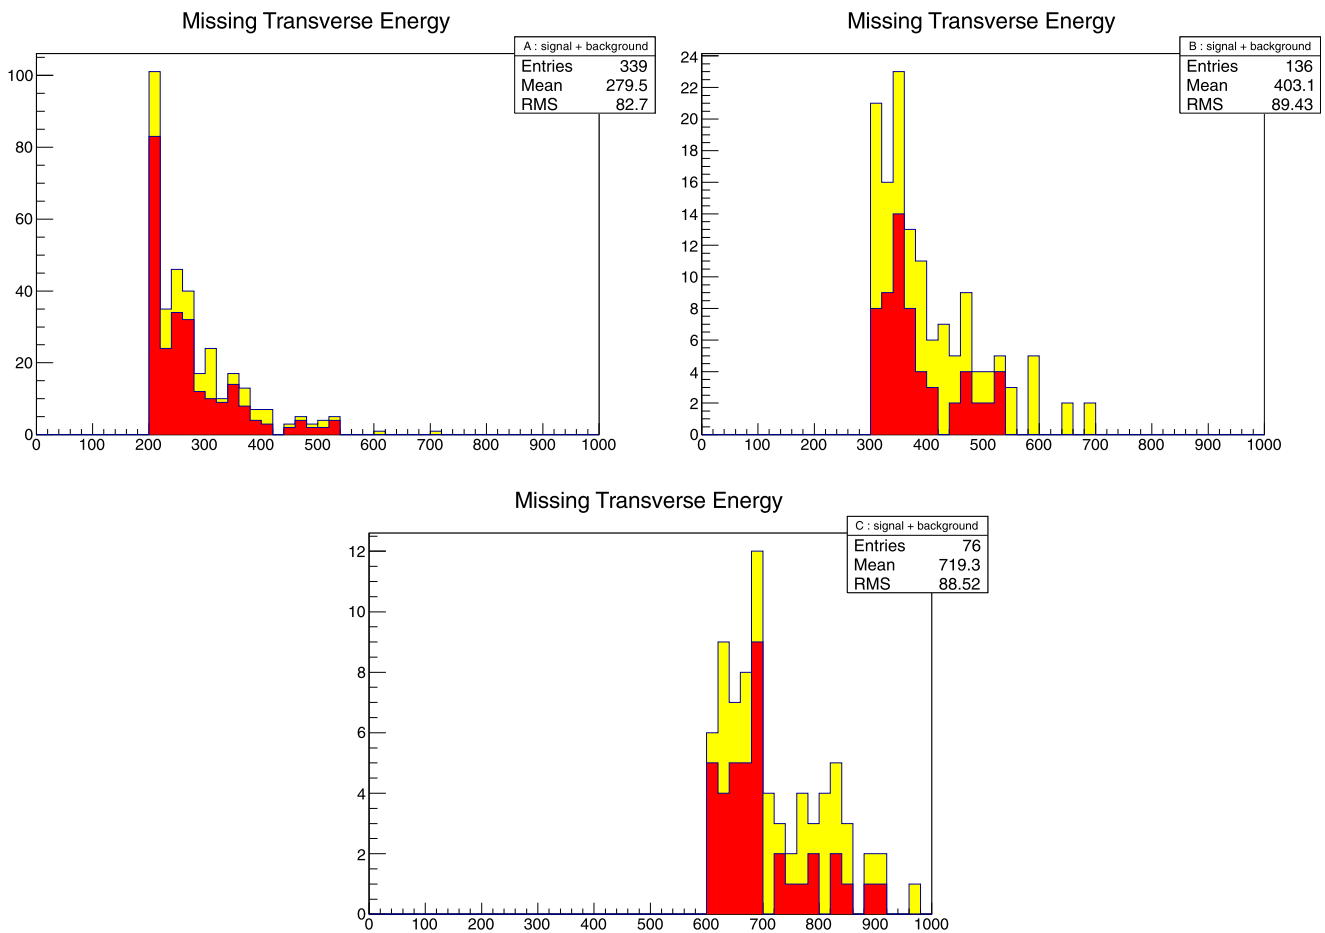 Missing Transverse Energy
A : signal + background
Entries 339
Mean 279.5
RMS 82.7
100
80
60
40
20
0
0 100 200 300 400 500 600 700 800 900 1000
Missing Transverse Energy
B : signal + background
Entries 136
Mean 403.1
RMS 89.43
24
22
20
18
16
14
12
10
8
6
4
2
0
0 100 200 300 400 500 600 700 800 900 1000
Missing Transverse Energy
C : signal + background
Entries 76
Mean 719.3
RMS 88.52
12
10
8
6
4
2
0
0 100 200 300 400 500 600 700 800 900 1000